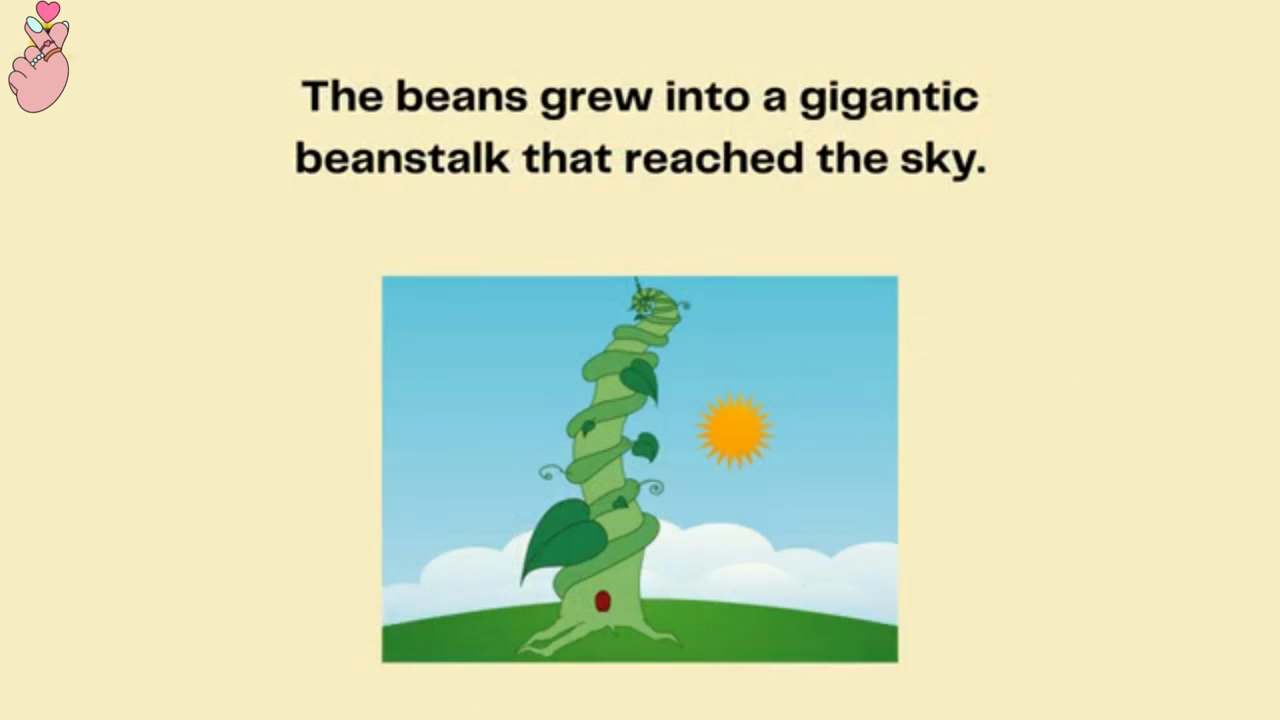 The beans grew into a gigantic
beanstalk that reached the sky.